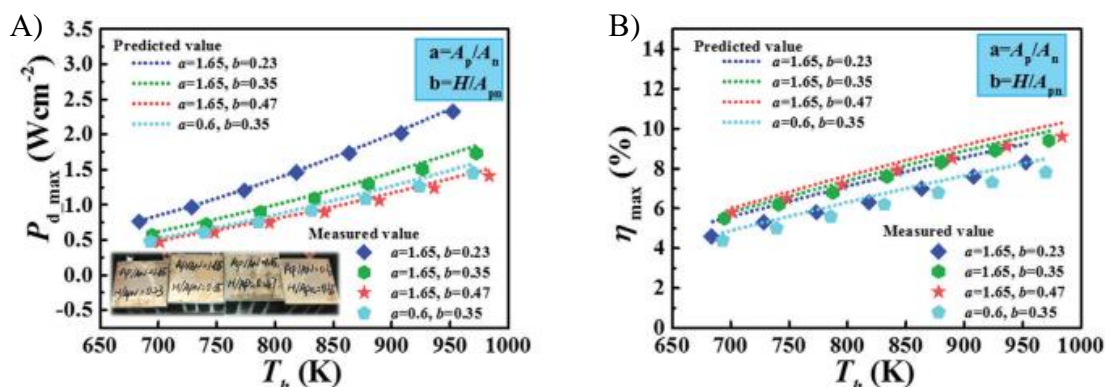 A)
Predicted value
a=1.65, b=0.23
a=1.65, b=0.35
a=1.65, b=0.47
a=0.6, b=0.35
a=Ap/An
b=H/Apn
Measured value
a=1.65, b=0.23
a=1.65, b=0.35
a=1.65, b=0.47
a=0.6, b=0.35
Pd_max (Wcm-2)
3.5
3.0
2.5
2.0
1.5
1.0
0.5
0.0
-0.5
650 700 750 800 850 900 950 1000
Th (K)
B)
Predicted value
a=1.65, b=0.23
a=1.65, b=0.35
a=1.65, b=0.47
a=0.6, b=0.35
a=Ap/An
b=H/Apn
Measured value
a=1.65, b=0.23
a=1.65, b=0.35
a=1.65, b=0.47
a=0.6, b=0.35
ηmax (%)
14
12
10
8
6
4
2
0
650 700 750 800 850 900 950 1000
Th (K)